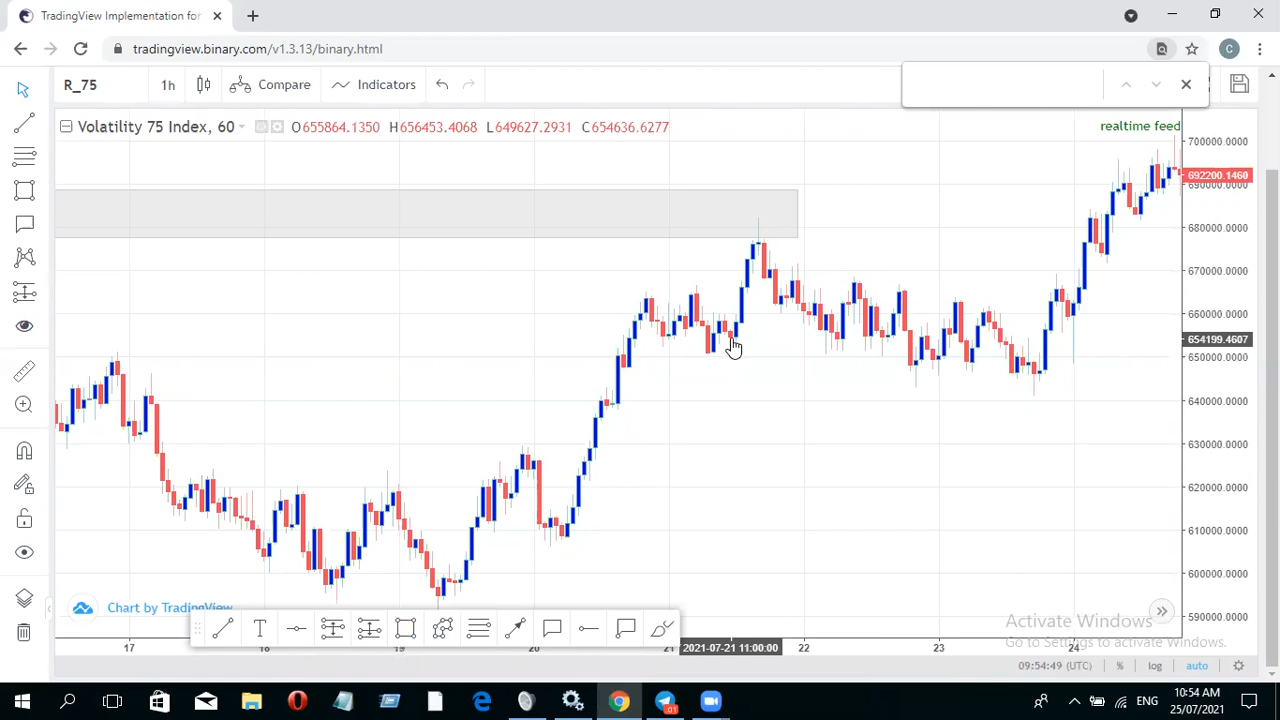 TradingView Implementation for
tradingview.binary.com/v1.3.13/binary.html
C
R_75
1h
Compare
Indicators
Volatility 75 Index, 60
O655864.1350 H656453.4068 L649627.2931 C654636.6277
realtime feed
700000.0000
692200.1460
690000.0000
680000.0000
670000.0000
660000.0000
654199.4607
650000.0000
640000.0000
630000.0000
620000.0000
610000.0000
600000.0000
590000.0000
Chart by TradingView
T
17 18 19 20 21 2021-07-21 11:00:00 22 23 24
Activate Windows
Go to Settings to activate Windows.
09:54:49 (UTC) % log auto
01
ENG
10:54 AM
25/07/2021